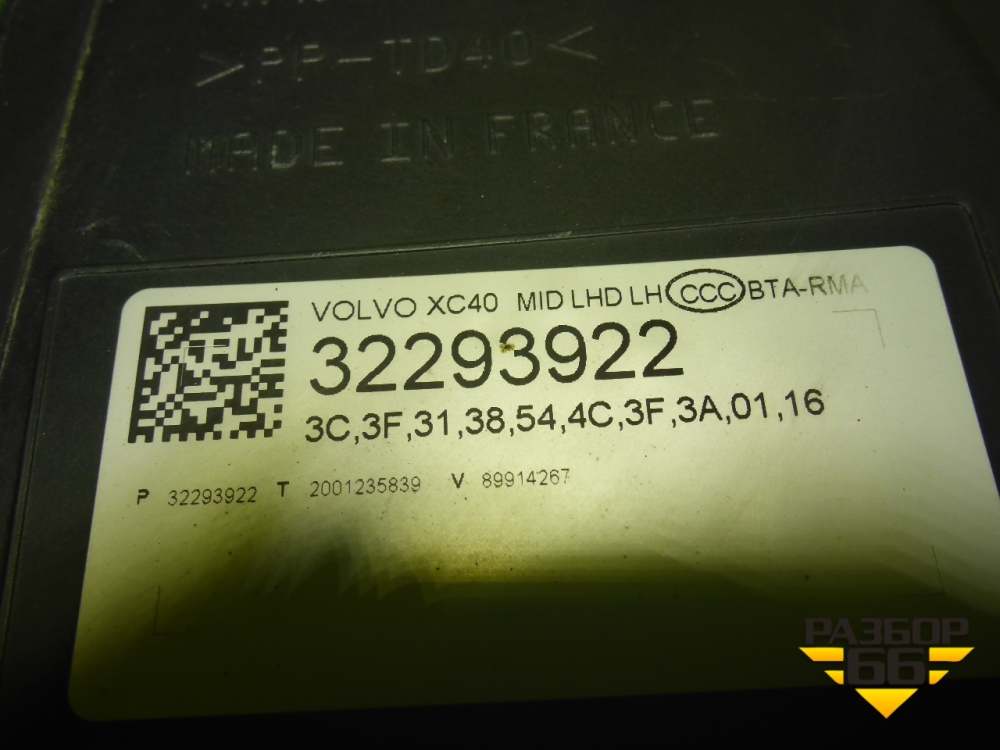 >PP-TD40<
MADE IN FRANCE
VOLVO XC40 MID LHD LH CCC BTA-RMA
32293922
3C,3F,31,38,54,4C,3F,3A,01,16
P 32293922 T 2001235839 V 89914267
РАЗБОР
66